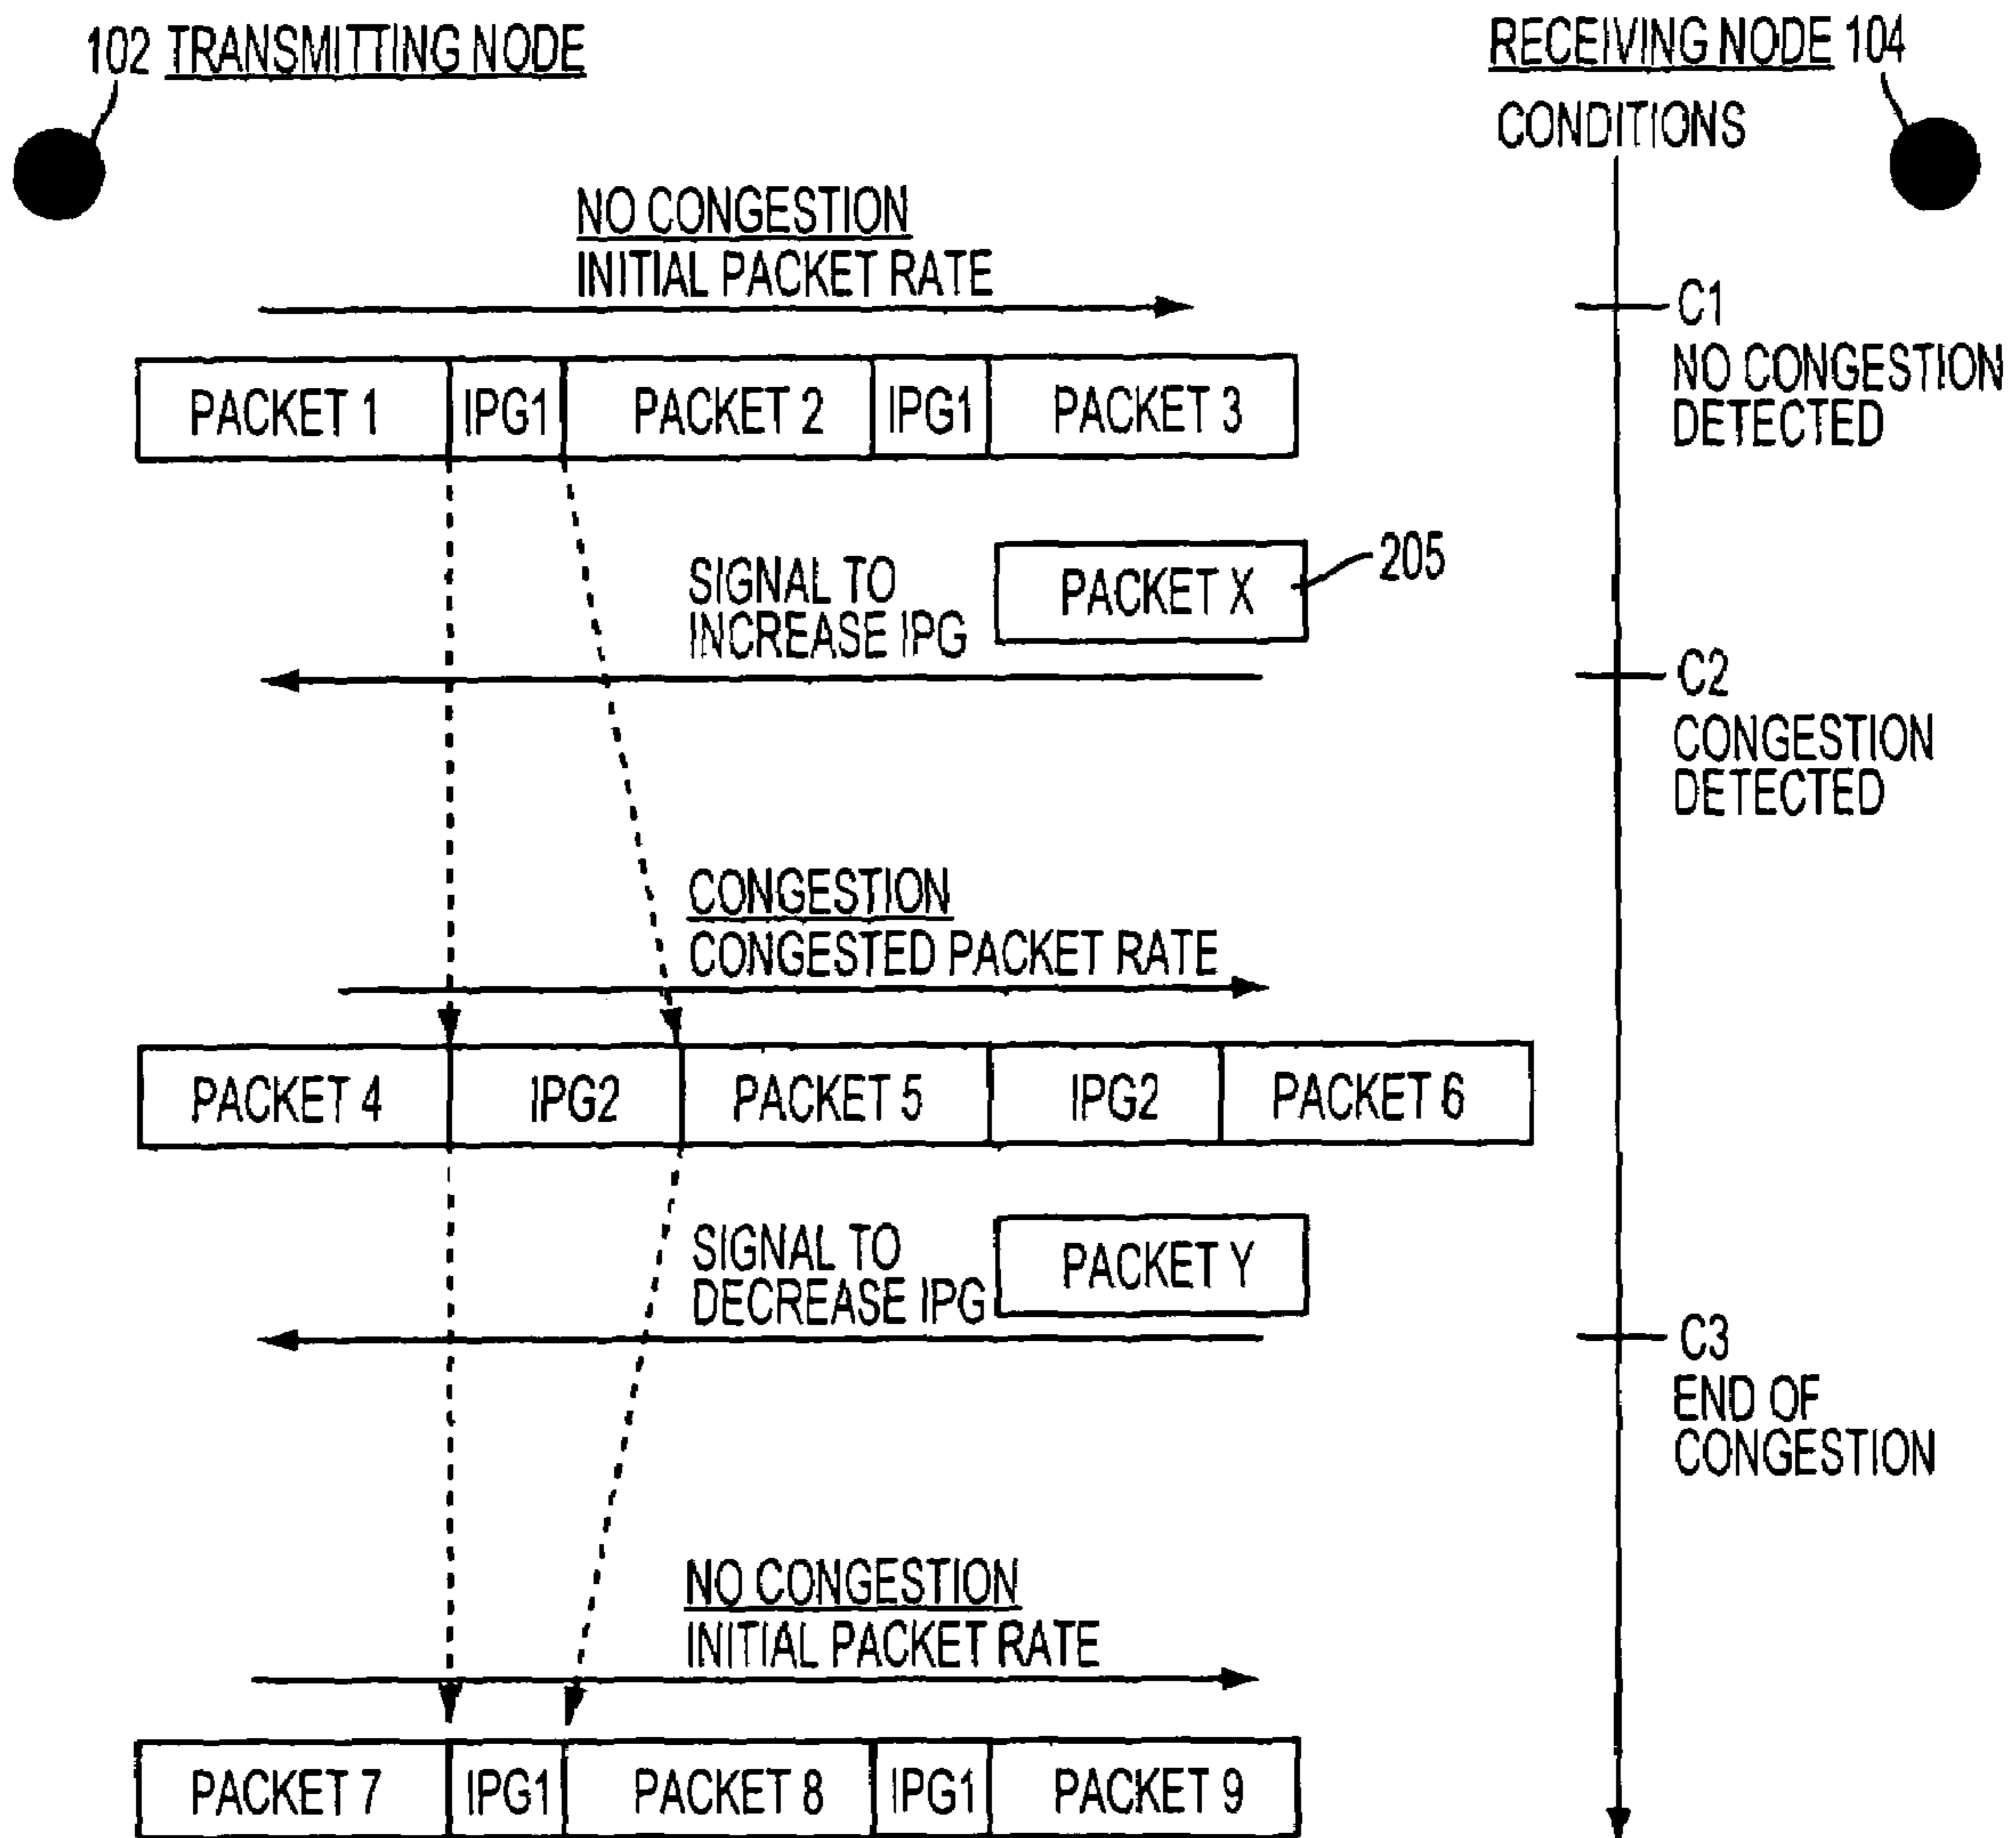 102 TRANSMITTING NODE
RECEIVING NODE 104
CONDITIONS
NO CONGESTION
INITIAL PACKET RATE
C1
NO CONGESTION
DETECTED
PACKET 1 IPG1 PACKET 2 IPG1 PACKET 3
SIGNAL TO
INCREASE IPG
PACKET X
205
C2
CONGESTION
DETECTED
CONGESTION
CONGESTED PACKET RATE
PACKET 4 IPG2 PACKET 5 IPG2 PACKET 6
SIGNAL TO
DECREASE IPG
PACKET Y
C3
END OF
CONGESTION
NO CONGESTION
INITIAL PACKET RATE
PACKET 7 IPG1 PACKET 8 IPG1 PACKET 9